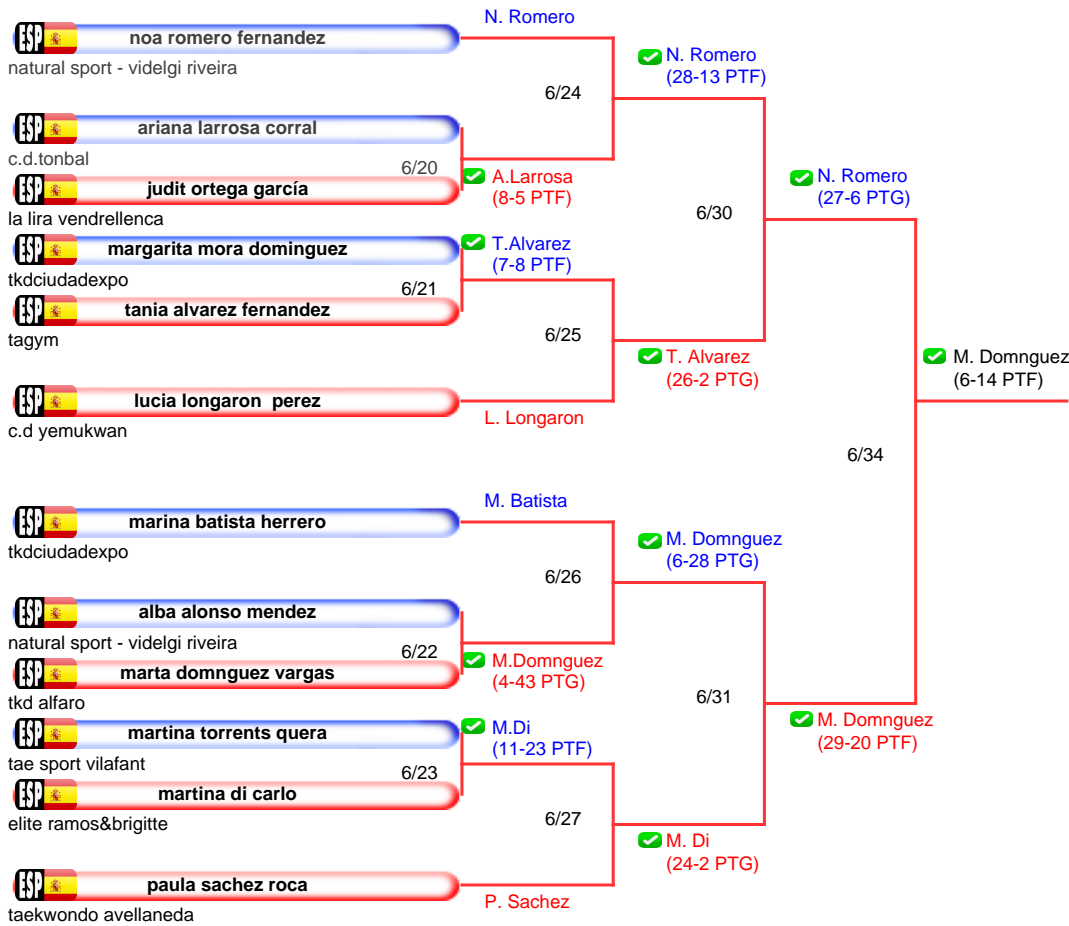 N. Romero
ESP noa romero fernandez
natural sport - videlgi riveira
N. Romero
(28-13 PTF)
6/24
ESP ariana larrosa corral
c.d.tonbal
6/20
A.Larrosa
(8-5 PTF)
ESP judit ortega garcía
la lira vendrellenca
N. Romero
(27-6 PTG)
6/30
ESP margarita mora dominguez
tkdciudadexpo
T.Alvarez
(7-8 PTF)
6/21
ESP tania alvarez fernandez
tagym
6/25
T. Alvarez
(26-2 PTG)
M. Domnguez
(6-14 PTF)
ESP lucia longaron perez
c.d yemukwan
L. Longaron
6/34
M. Batista
ESP marina batista herrero
tkdciudadexpo
M. Domnguez
(6-28 PTG)
6/26
ESP alba alonso mendez
natural sport - videlgi riveira
6/22
M.Domnguez
(4-43 PTG)
ESP marta domnguez vargas
tkd alfaro
6/31
M. Domnguez
(29-20 PTF)
ESP martina torrents quera
tae sport vilafant
M.Di
(11-23 PTF)
6/23
ESP martina di carlo
elite ramos&brigitte
6/27
M. Di
(24-2 PTG)
ESP paula sachez roca
taekwondo avellaneda
P. Sachez